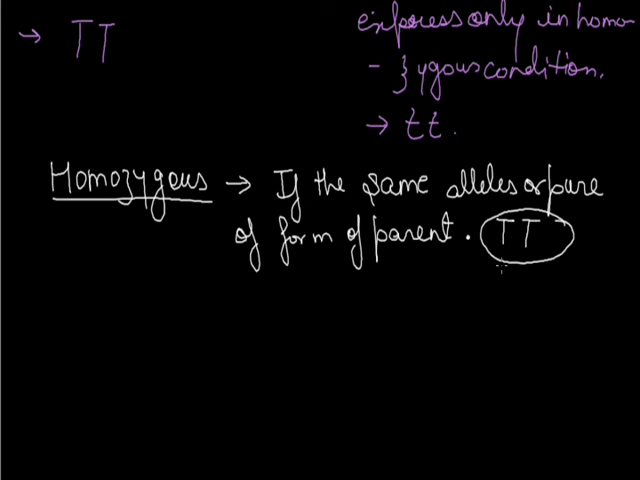 → TT
express only in homo
- zygous condition.
→ tt.
Homozygous → If the same alleles or pure
of form of parent. TT